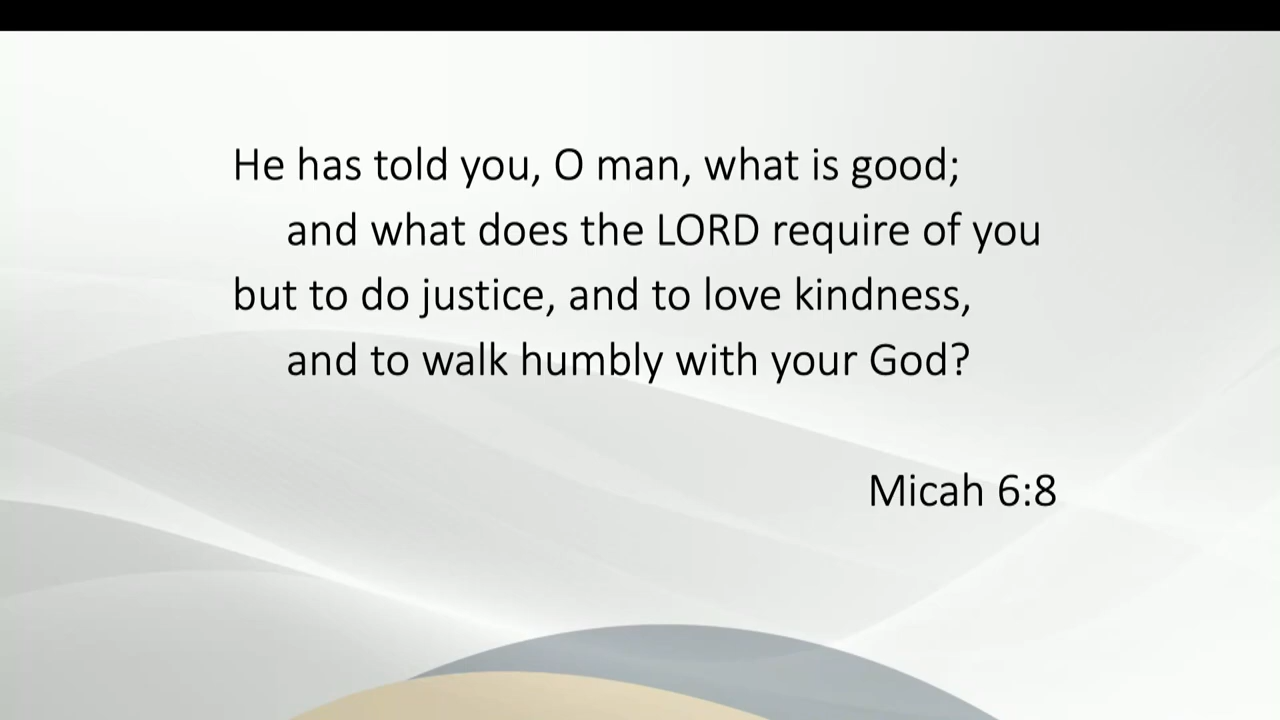 He has told you, O man, what is good;
and what does the LORD require of you
but to do justice, and to love kindness,
and to walk humbly with your God?
Micah 6:8